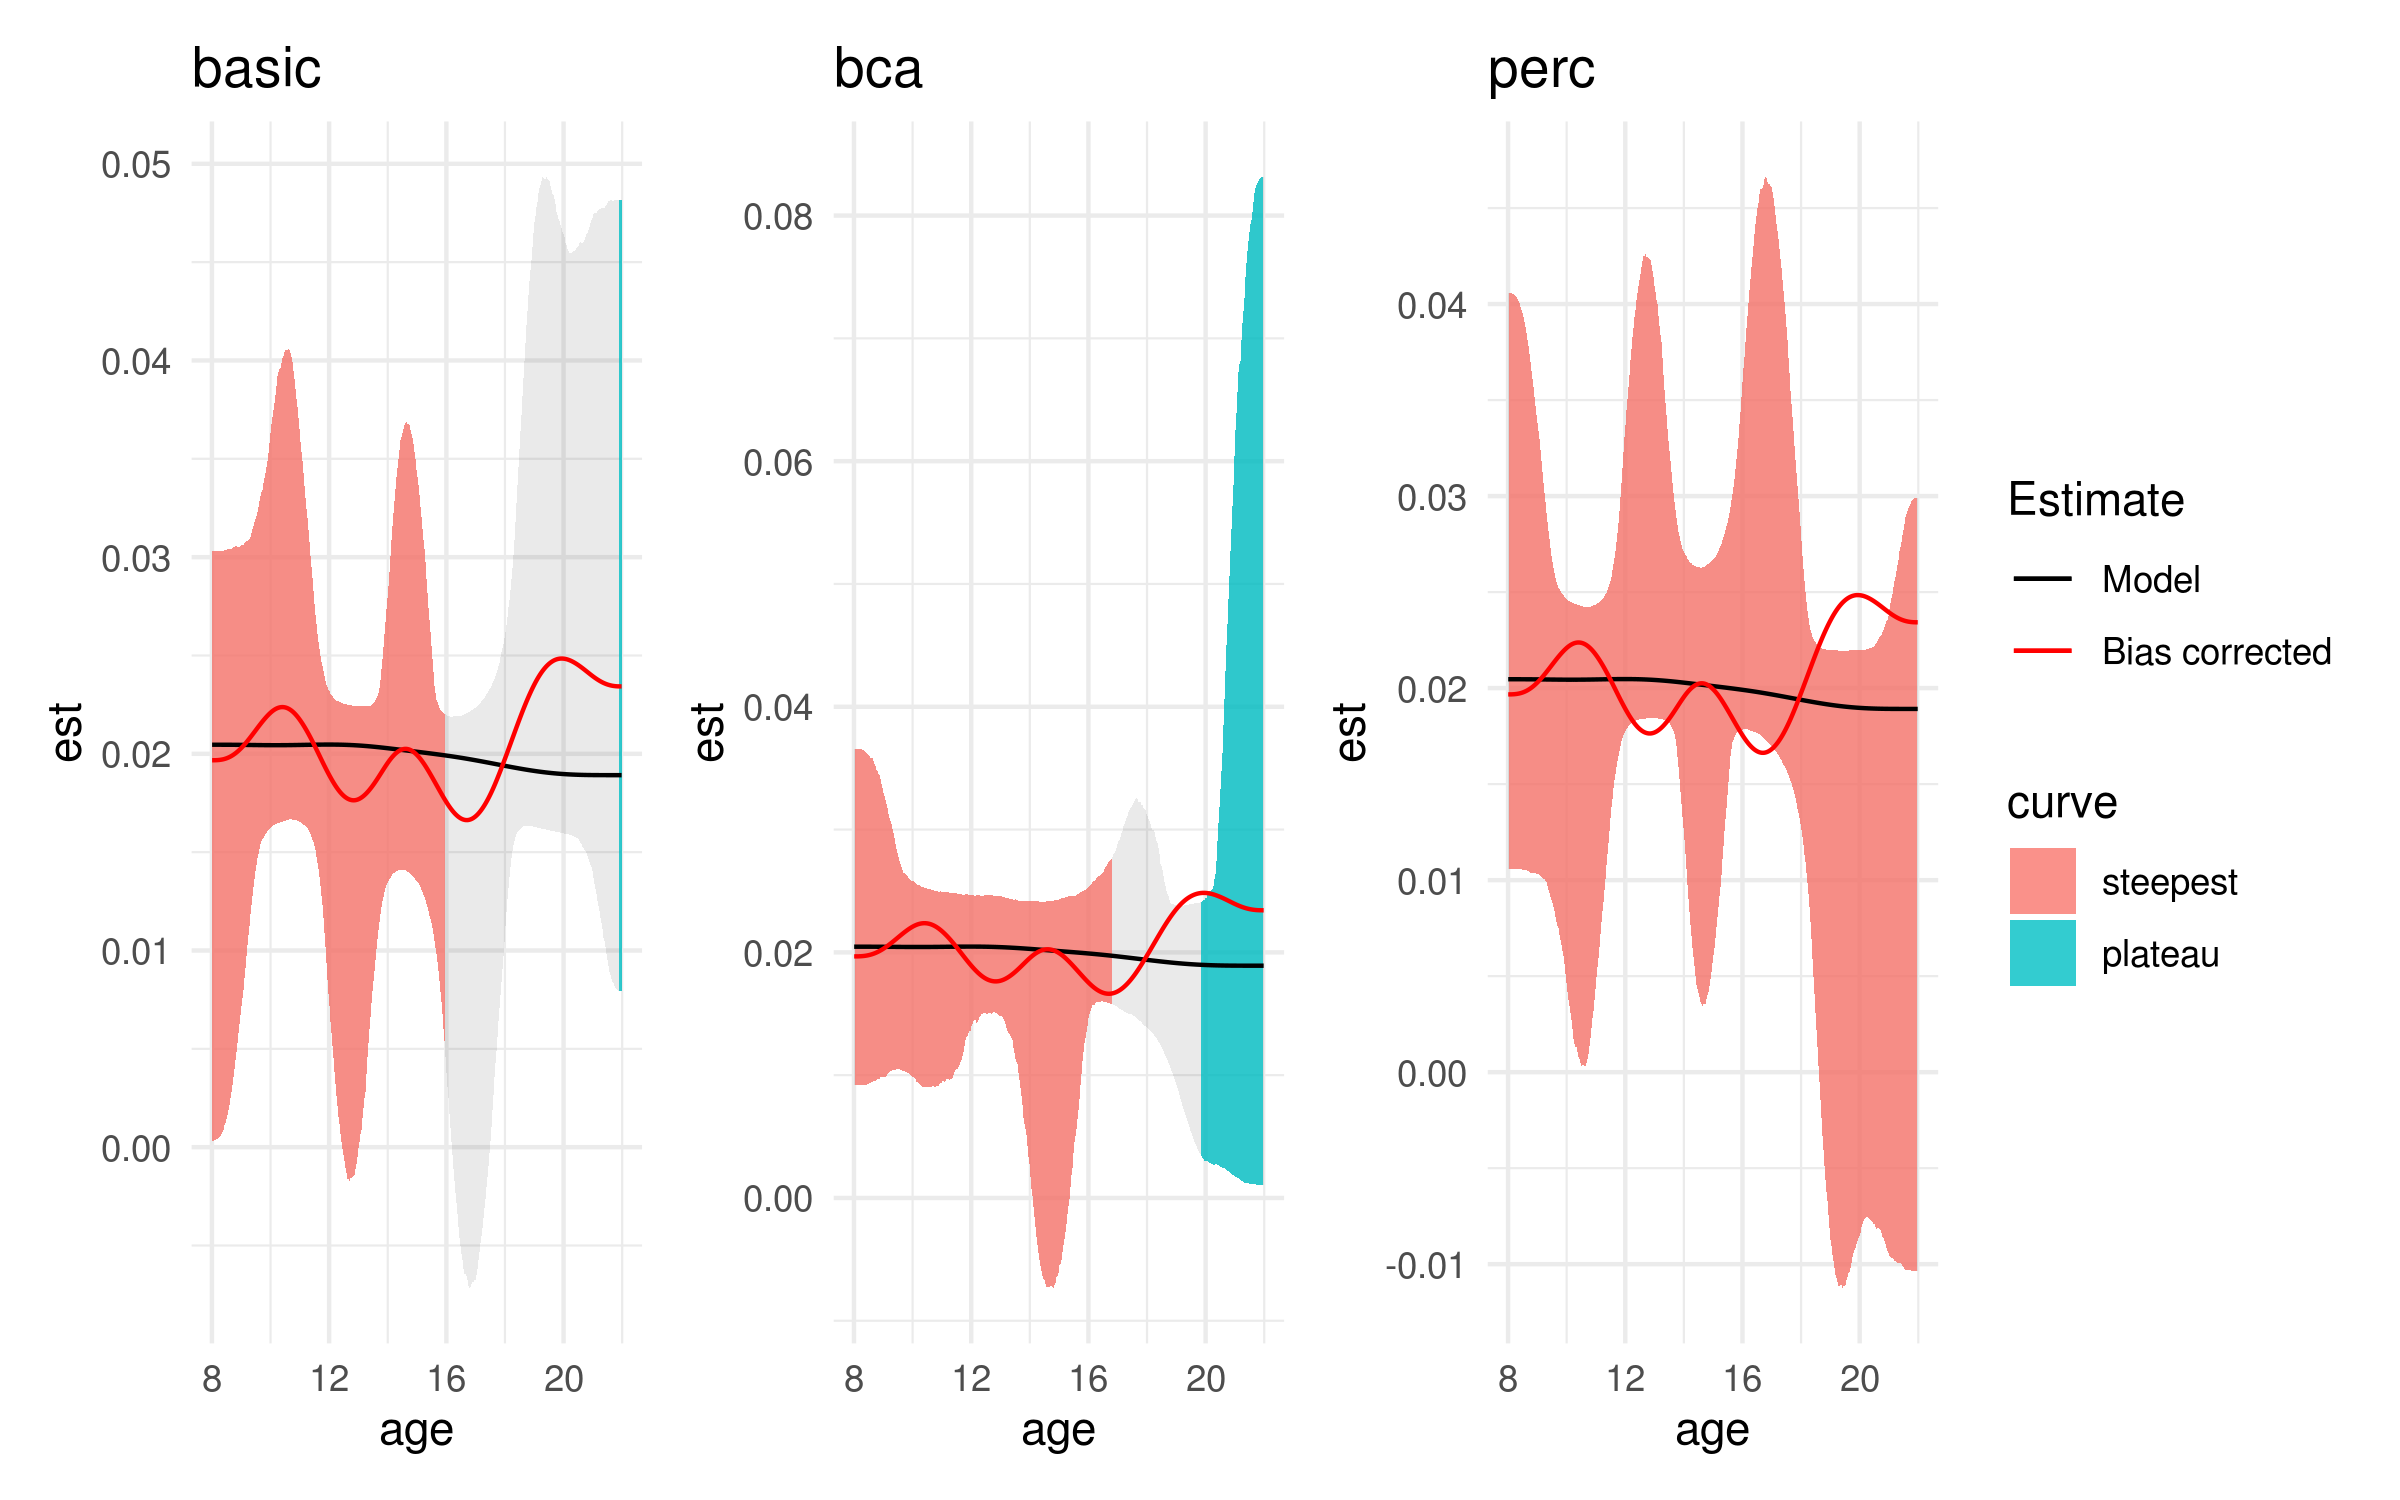 basic
bca
perc
0.05
0.04
0.03
0.02
0.01
0.00
est
8 12 16 20
age
0.08
0.06
0.04
0.02
0.00
est
8 12 16 20
age
0.04
0.03
0.02
0.01
0.00
-0.01
est
8 12 16 20
age
Estimate
Model
Bias corrected
curve
steepest
plateau